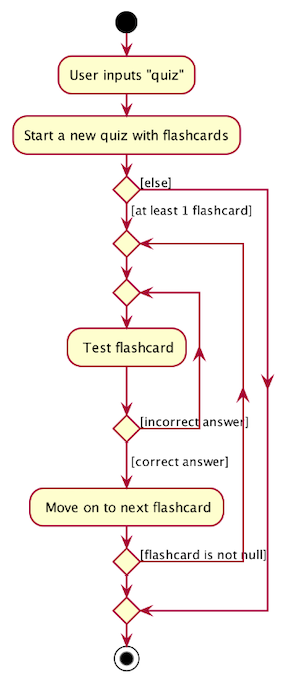 User inputs "quiz"
Start a new quiz with flashcards
[else]
[at least 1 flashcard]
Test flashcard
[incorrect answer]
[correct answer]
Move on to next flashcard
[flashcard is not null]